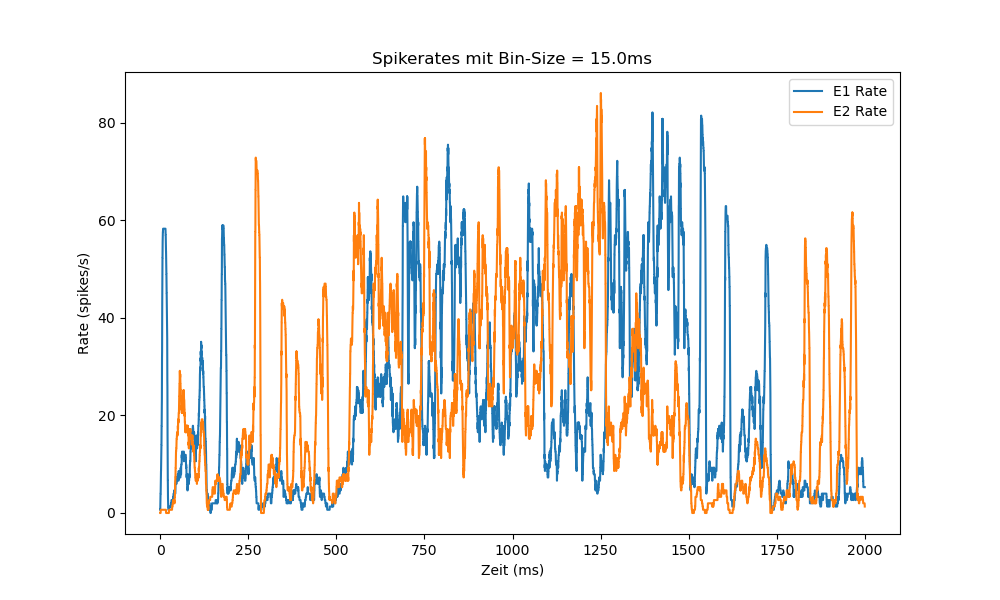 Spikerates mit Bin-Size = 15.0ms
E1 Rate
E2 Rate
Rate (spikes/s)
80
60
40
20
0
0 250 500 750 1000 1250 1500 1750 2000
Zeit (ms)